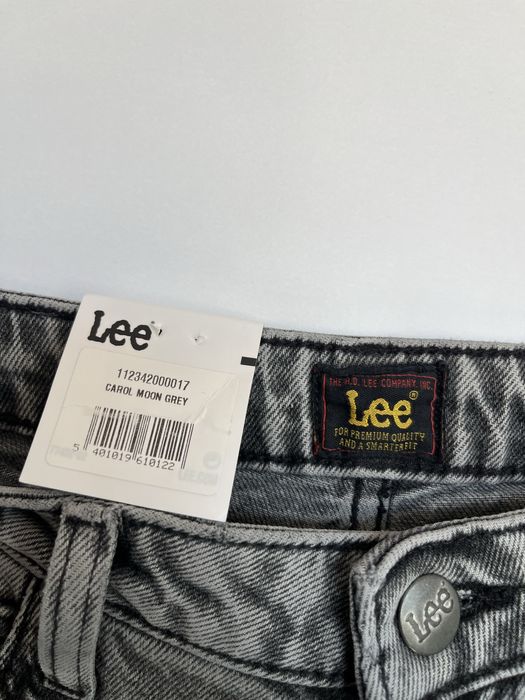 Lee
112342000017
CAROL MOON GREY
5 401019 610122
THE H.D. LEE COMPANY, INC.
Lee®
FOR PREMIUM QUALITY
AND A SMARTER FIT
Lee